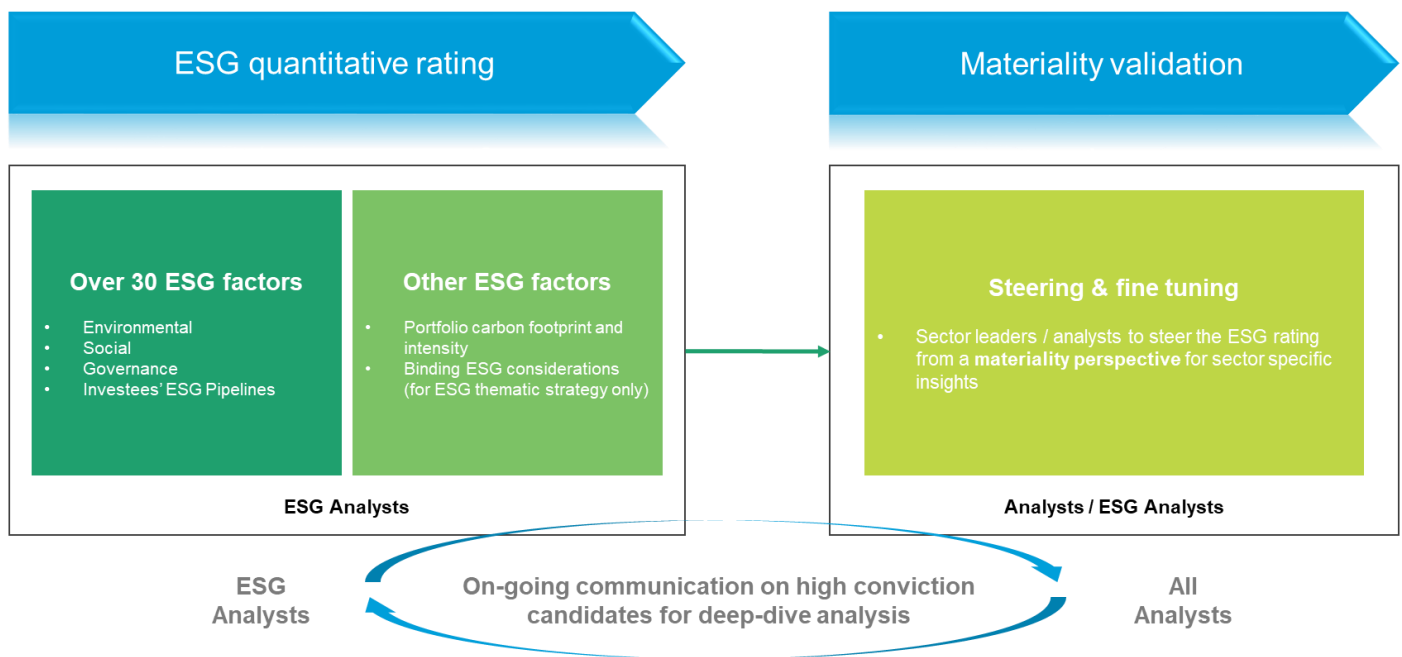 ESG quantitative rating
Materiality validation
Over 30 ESG factors
• Environmental
• Social
• Governance
• Investees' ESG Pipelines
Other ESG factors
• Portfolio carbon footprint and
intensity
• Binding ESG considerations
(for ESG thematic strategy only)
ESG Analysts
Steering & fine tuning
• Sector leaders / analysts to steer the ESG rating
from a materiality perspective for sector specific
insights
Analysts / ESG Analysts
ESG
Analysts
On-going communication on high conviction
candidates for deep-dive analysis
All
Analysts